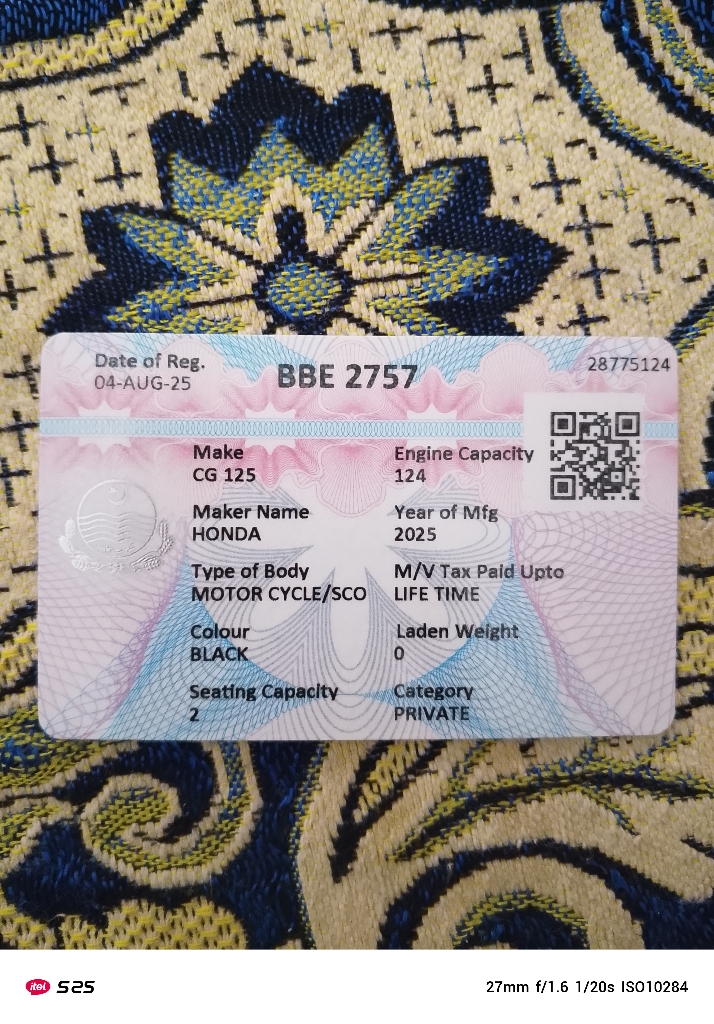 Date of Reg.
04-AUG-25
BBE 2757
28775124
Make
CG 125
Engine Capacity
124
Maker Name
HONDA
Year of Mfg
2025
Type of Body
MOTOR CYCLE/SCO
M/V Tax Paid Upto
LIFE TIME
Colour
BLACK
Laden Weight
0
Seating Capacity
2
Category
PRIVATE
itel S25
27mm f/1.6 1/20s ISO10284